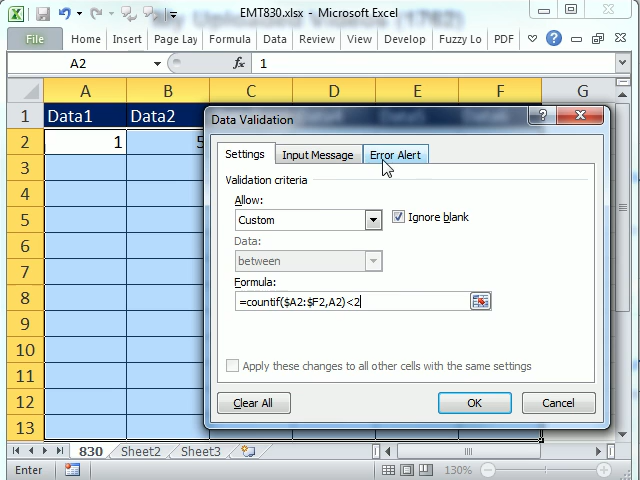 EMT830.xlsx - Microsoft Excel
File Home Insert Page Lay Formula Data Review View Develop Fuzzy Lo PDF
A2 fx 1
A B C D E F G
1 Data1 Data2
2 1 5
3
4
5
6
7
8
9
10
11
12
13
Data Validation
Settings Input Message Error Alert
Validation criteria
Allow:
Custom Ignore blank
Data:
between
Formula:
=countif($A2:$F2,A2)<2
Apply these changes to all other cells with the same settings
Clear All OK Cancel
830 Sheet2 Sheet3
Enter 130%